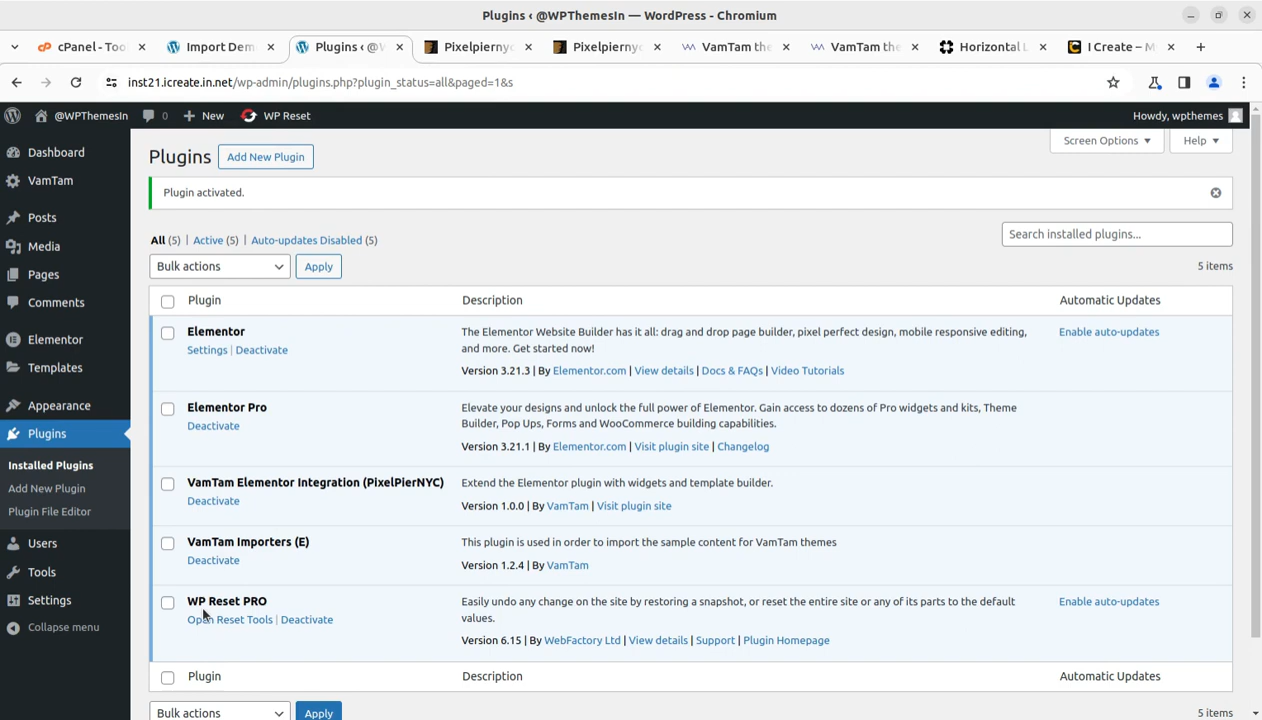 Plugins ‹ @WPThemesIn — WordPress - Chromium
cPanel - Too
Import Dem
Plugins ‹ @W
Pixelpierny
Pixelpierny
VamTam the
VamTam the
Horizontal L
I Create – M
inst21.icreate.in.net/wp-admin/plugins.php?plugin_status=all&paged=1&s
@WPThemesIn
0
New
WP Reset
Howdy, wpthemes
Dashboard
VamTam
Posts
Media
Pages
Comments
Elementor
Templates
Appearance
Plugins
Installed Plugins
Add New Plugin
Plugin File Editor
Users
Tools
Settings
Collapse menu
Screen Options
Help
Plugins
Add New Plugin
Plugin activated.
All (5) | Active (5) | Auto-updates Disabled (5)
Search installed plugins...
Bulk actions
Apply
5 items
Plugin
Description
Automatic Updates
Elementor
Settings | Deactivate
The Elementor Website Builder has it all: drag and drop page builder, pixel perfect design, mobile responsive editing,
and more. Get started now!
Version 3.21.3 | By Elementor.com | View details | Docs & FAQs | Video Tutorials
Enable auto-updates
Elementor Pro
Deactivate
Elevate your designs and unlock the full power of Elementor. Gain access to dozens of Pro widgets and kits, Theme
Builder, Pop Ups, Forms and WooCommerce building capabilities.
Version 3.21.1 | By Elementor.com | Visit plugin site | Changelog
VamTam Elementor Integration (PixelPierNYC)
Deactivate
Extend the Elementor plugin with widgets and template builder.
Version 1.0.0 | By VamTam | Visit plugin site
VamTam Importers (E)
Deactivate
This plugin is used in order to import the sample content for VamTam themes
Version 1.2.4 | By VamTam
WP Reset PRO
Open Reset Tools | Deactivate
Easily undo any change on the site by restoring a snapshot, or reset the entire site or any of its parts to the default
values.
Version 6.15 | By WebFactory Ltd | View details | Support | Plugin Homepage
Enable auto-updates
Plugin
Description
Automatic Updates
Bulk actions
Apply
5 items